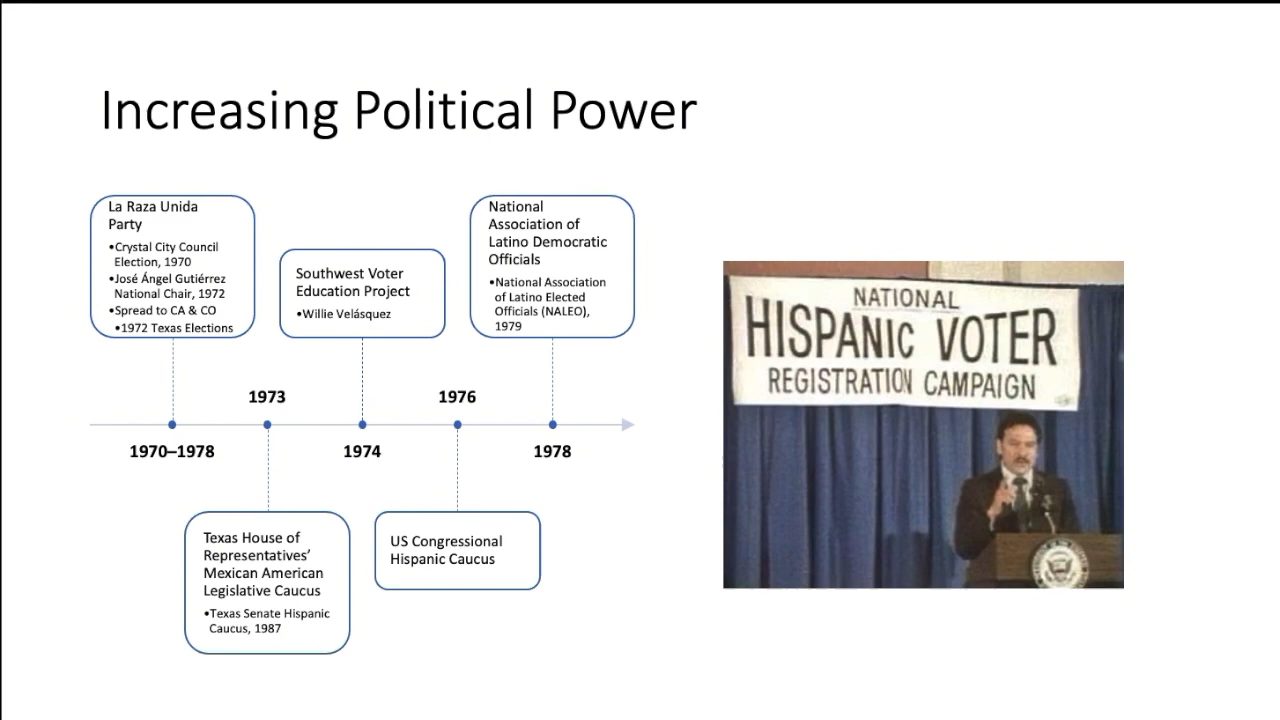 Increasing Political Power
La Raza Unida
Party
•Crystal City Council
Election, 1970
•José Ángel Gutiérrez
National Chair, 1972
•Spread to CA & CO
•1972 Texas Elections
Southwest Voter
Education Project
•Willie Velásquez
National
Association of
Latino Democratic
Officials
•National Association
of Latino Elected
Officials (NALEO),
1979
1973
1976
1970–1978
1974
1978
Texas House of
Representatives’
Mexican American
Legislative Caucus
•Texas Senate Hispanic
Caucus, 1987
US Congressional
Hispanic Caucus
NATIONAL
HISPANIC VOTER
REGISTRATION CAMPAIGN